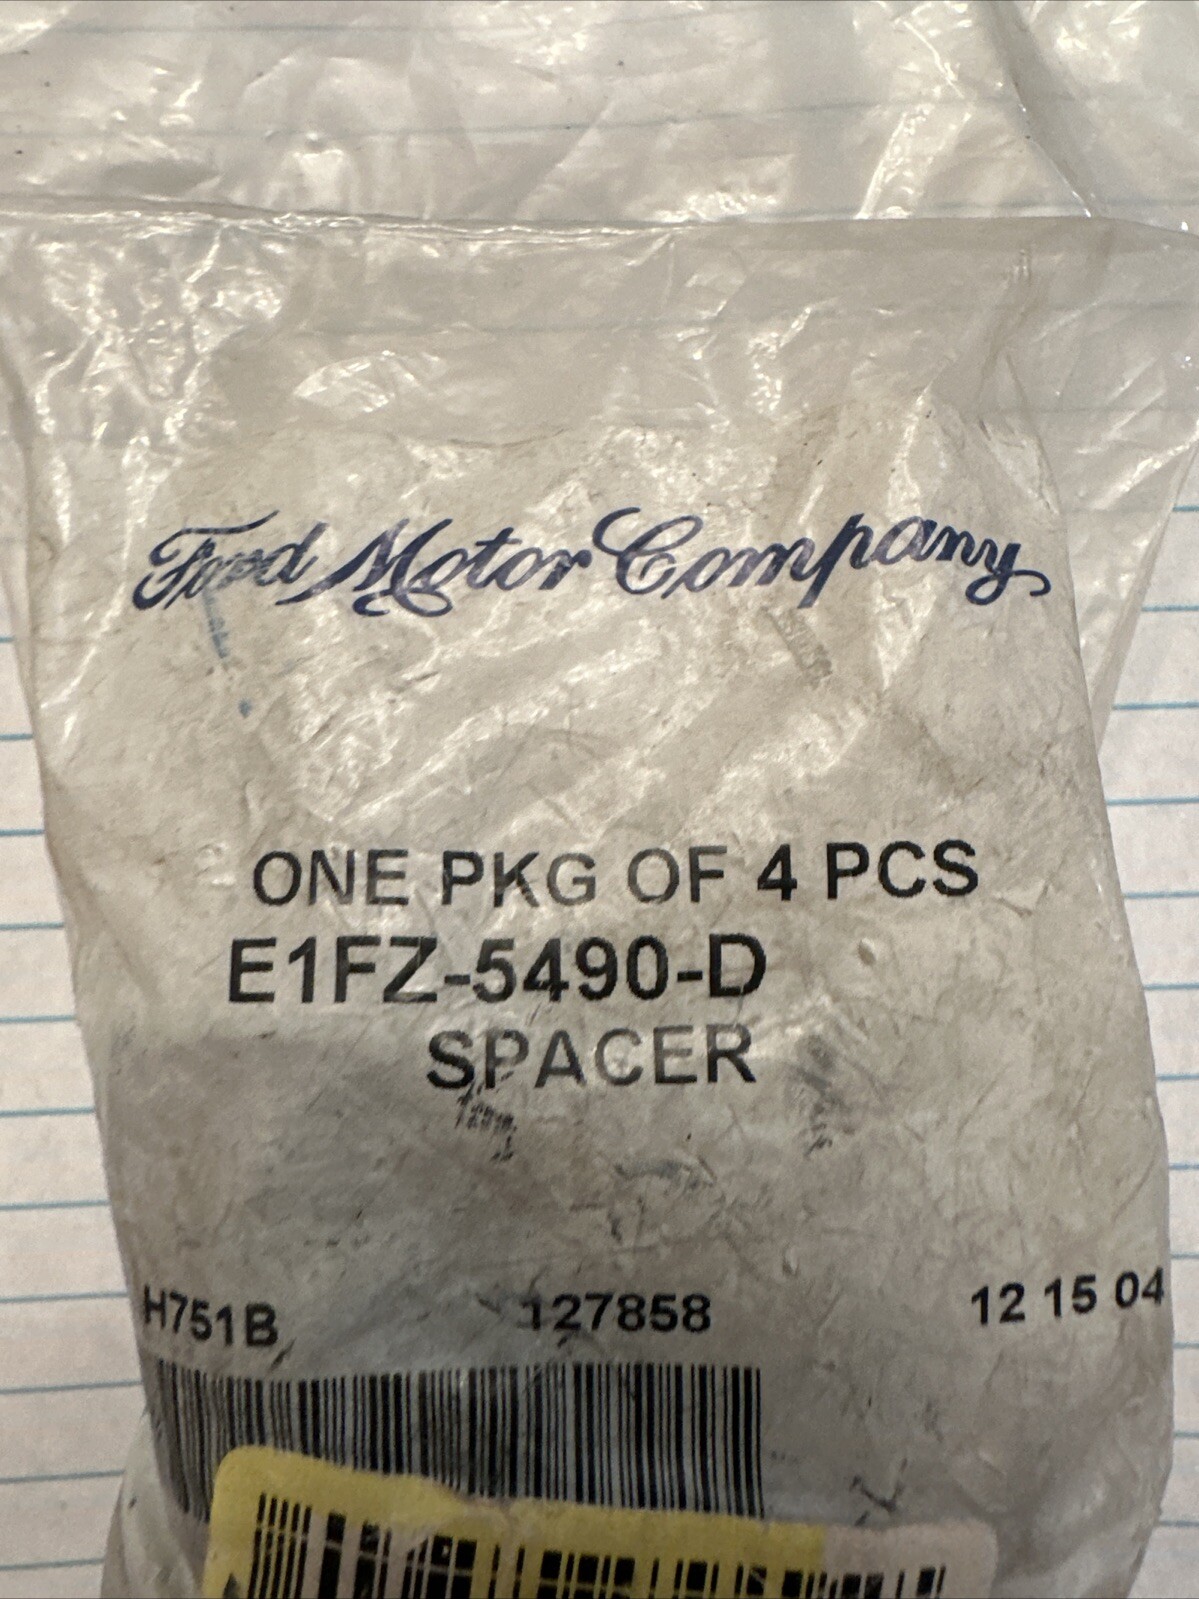 Ford Motor Company
ONE PKG OF 4 PCS
E1FZ-5490-D
SPACER
H751B 127858 12 15 04